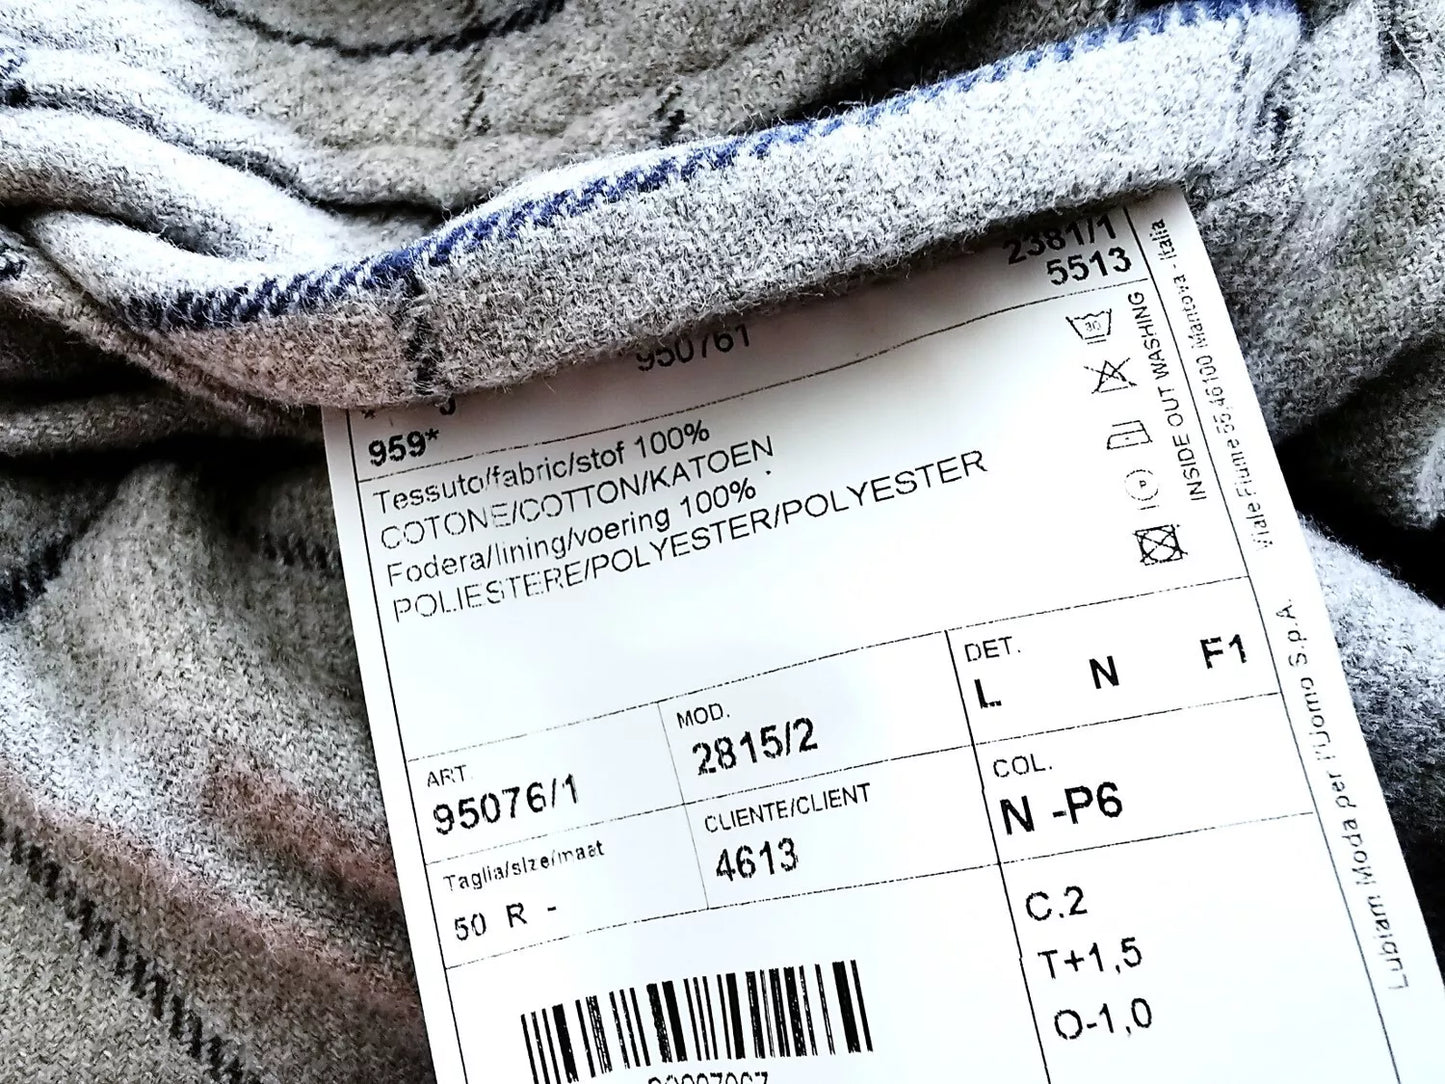 2381/1
5513
950761
959*
Tessuto/fabric/stof 100%
COTONE/COTTON/KATOEN
Fodera/lining/voering 100%
POLIESTERE/POLYESTER/POLYESTER
30
INSIDE OUT WASHING
DET.
L N F1
MOD.
2815/2
ART.
95076/1
COL.
N -P6
CLIENTE/CLIENT
4613
Taglia/size/maat
50 R -
C.2
T+1,5
O-1,0
Lubiam Moda per l'Uomo S.p.A. Viale Fiume 55,46100 Mantova - Italia